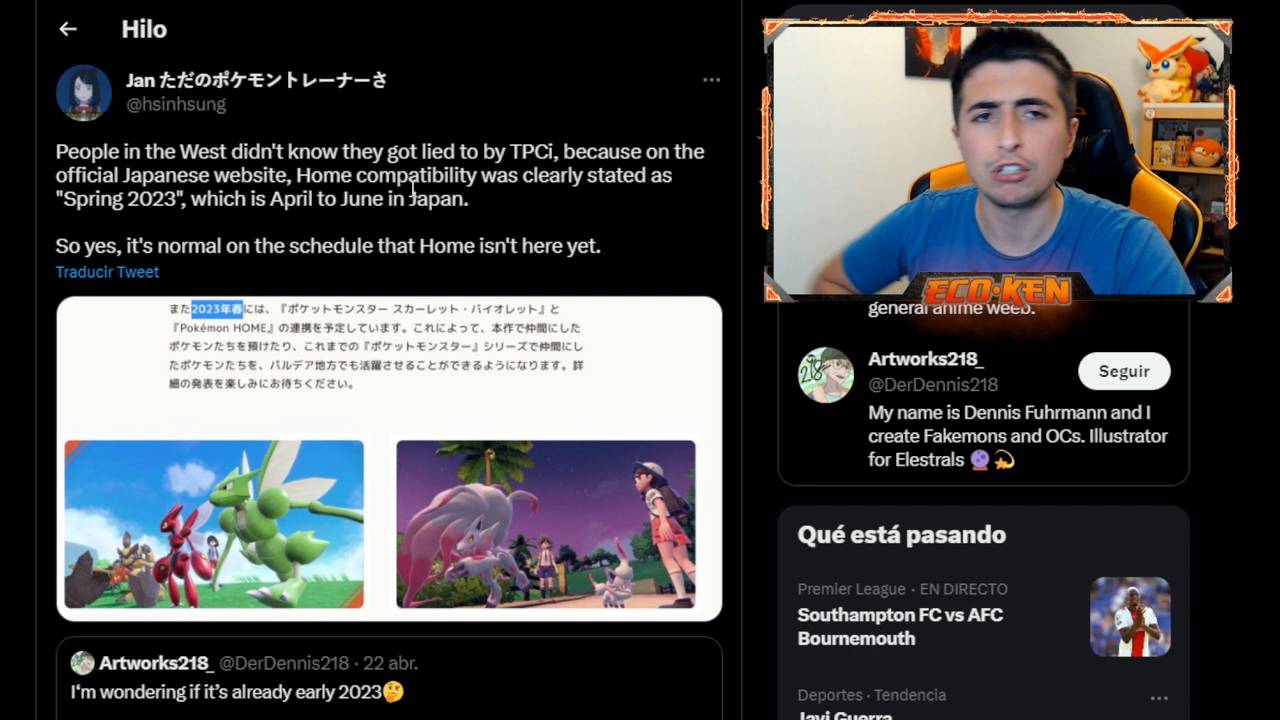 Hilo
Jan ただのポケモントレーナーさ
@hsinhsung
People in the West didn't know they got lied to by TPCi, because on the
official Japanese website, Home compatibility was clearly stated as
"Spring 2023", which is April to June in Japan.
So yes, it's normal on the schedule that Home isn't here yet.
Traducir Tweet
また2023年春には、『ポケットモンスター スカーレット・バイオレット』と
『Pokémon HOME』の連携を予定しています。これによって、本作で仲間にした
ポケモンたちを預けたり、これまでの『ポケットモンスター』シリーズで仲間にし
たポケモンたちを、パルデア地方でも活躍させることができるようになります。詳
細の発表を楽しみにお待ちください。
Artworks218_ @DerDennis218 · 22 abr.
I'm wondering if it's already early 2023🤔
ECO-KEN
general anime weeb.
Artworks218_
@DerDennis218
Seguir
My name is Dennis Fuhrmann and I
create Fakemons and OCs. Illustrator
for Elestrals 🔮💫
Qué está pasando
Premier League · EN DIRECTO
Southampton FC vs AFC
Bournemouth
Deportes · Tendencia
Javi Guerra